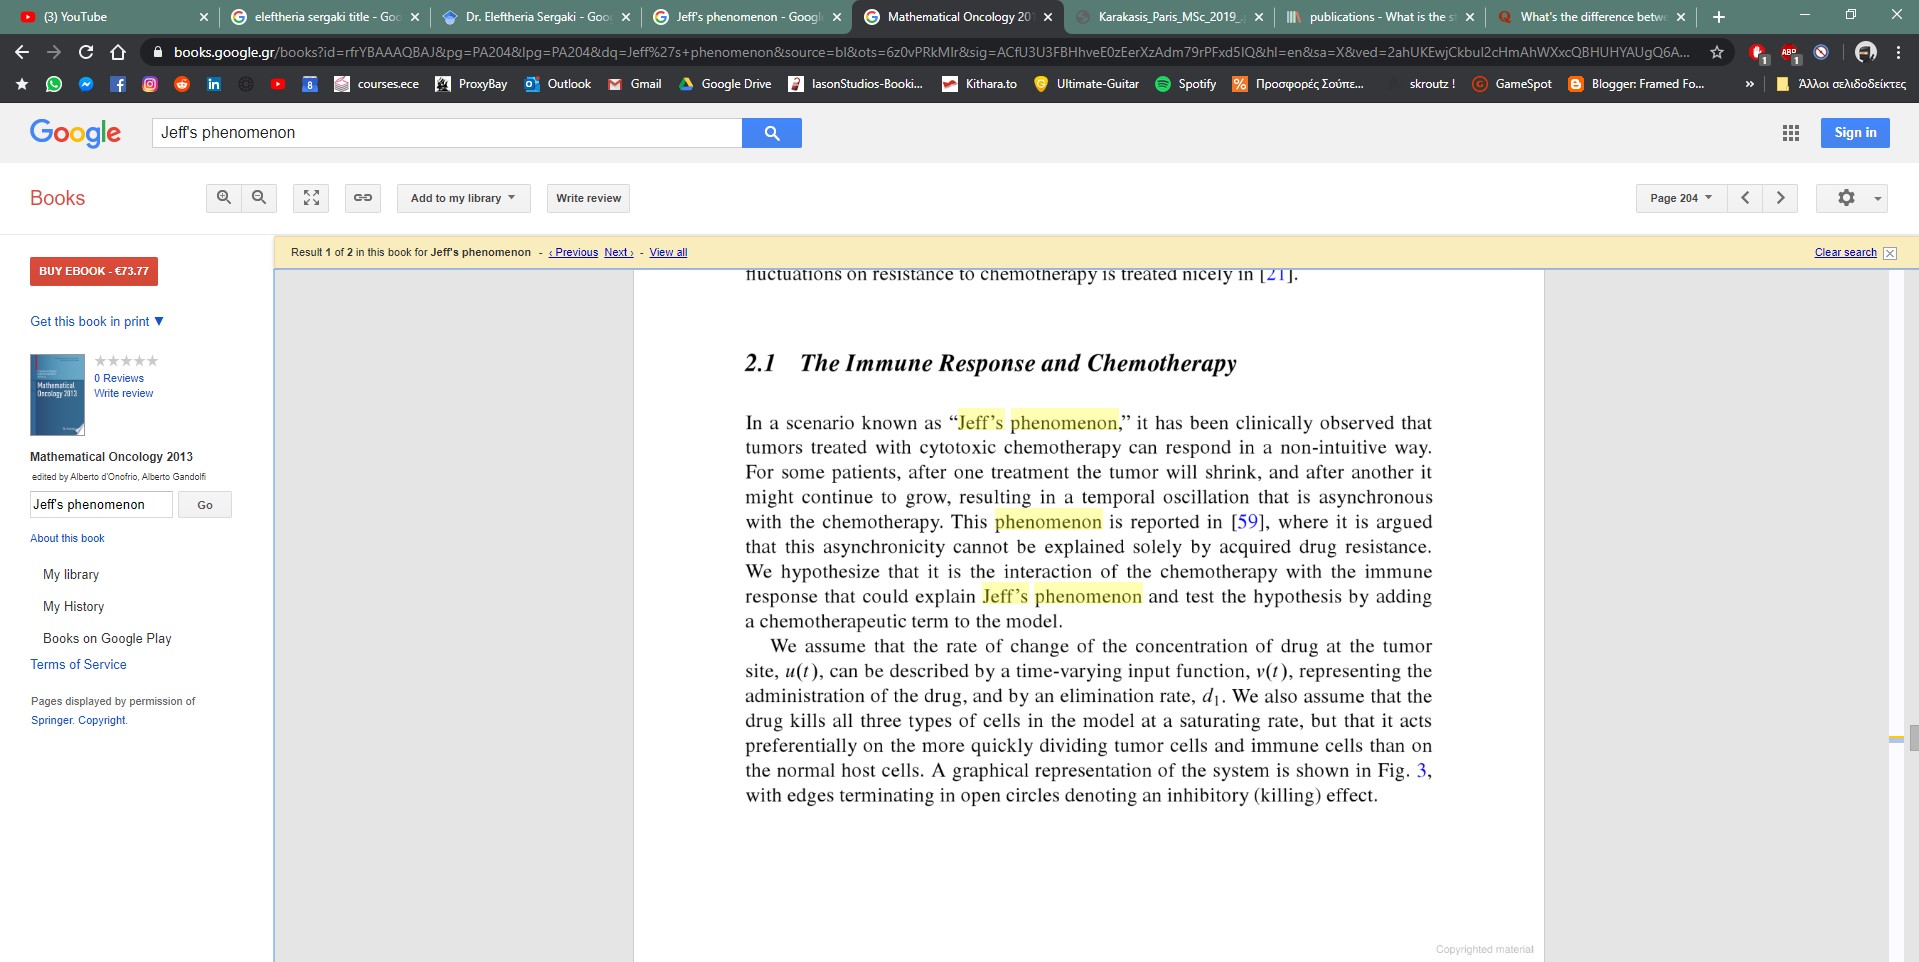 (3) YouTube
eleftheria sergaki title - Goo
Dr. Eleftheria Sergaki - Goo
Jeff's phenomenon - Google
Mathematical Oncology 201
Karakasis_Paris_MSc_2019_
publications - What is the s
What's the difference betwe
books.google.gr/books?id=rfrYBAAAQBAJ&pg=PA204&lpg=PA204&dq=Jeff%27s+phenomenon&source=bl&ots=6z0vPRkMIr&sig=ACfU3U3FBHhveE0zEerXzAdm79rPFxd5IQ&hl=en&sa=X&ved=2ahUKEwjCkbuI2cHmAhWXxcQBHUHYAUgQ6A...
courses.ece
ProxyBay
Outlook
Gmail
Google Drive
IasonStudios-Booki...
Kithara.to
Ultimate-Guitar
Spotify
Προσφορές Σούπε...
skroutz !
GameSpot
Blogger: Framed Fo...
»
Άλλοι σελιδοδείκτες
Google
Jeff's phenomenon
Sign in
Books
Add to my library
Write review
Page 204
Result 1 of 2 in this book for Jeff's phenomenon - ‹ Previous Next › - View all
Clear search
BUY EBOOK - €73.77
Get this book in print ▼
Mathematical
Oncology 2013
0 Reviews
Write review
Mathematical Oncology 2013
edited by Alberto d'Onofrio, Alberto Gandolfi
Jeff's phenomenon
Go
About this book
My library
My History
Books on Google Play
Terms of Service
Pages displayed by permission of
Springer. Copyright.
fluctuations on resistance to chemotherapy is treated nicely in [21].
2.1 The Immune Response and Chemotherapy
In a scenario known as “Jeff’s phenomenon,” it has been clinically observed that
tumors treated with cytotoxic chemotherapy can respond in a non-intuitive way.
For some patients, after one treatment the tumor will shrink, and after another it
might continue to grow, resulting in a temporal oscillation that is asynchronous
with the chemotherapy. This phenomenon is reported in [59], where it is argued
that this asynchronicity cannot be explained solely by acquired drug resistance.
We hypothesize that it is the interaction of the chemotherapy with the immune
response that could explain Jeff’s phenomenon and test the hypothesis by adding
a chemotherapeutic term to the model.
We assume that the rate of change of the concentration of drug at the tumor
site, u(t), can be described by a time-varying input function, v(t), representing the
administration of the drug, and by an elimination rate, d₁. We also assume that the
drug kills all three types of cells in the model at a saturating rate, but that it acts
preferentially on the more quickly dividing tumor cells and immune cells than on
the normal host cells. A graphical representation of the system is shown in Fig. 3,
with edges terminating in open circles denoting an inhibitory (killing) effect.
Copyrighted material